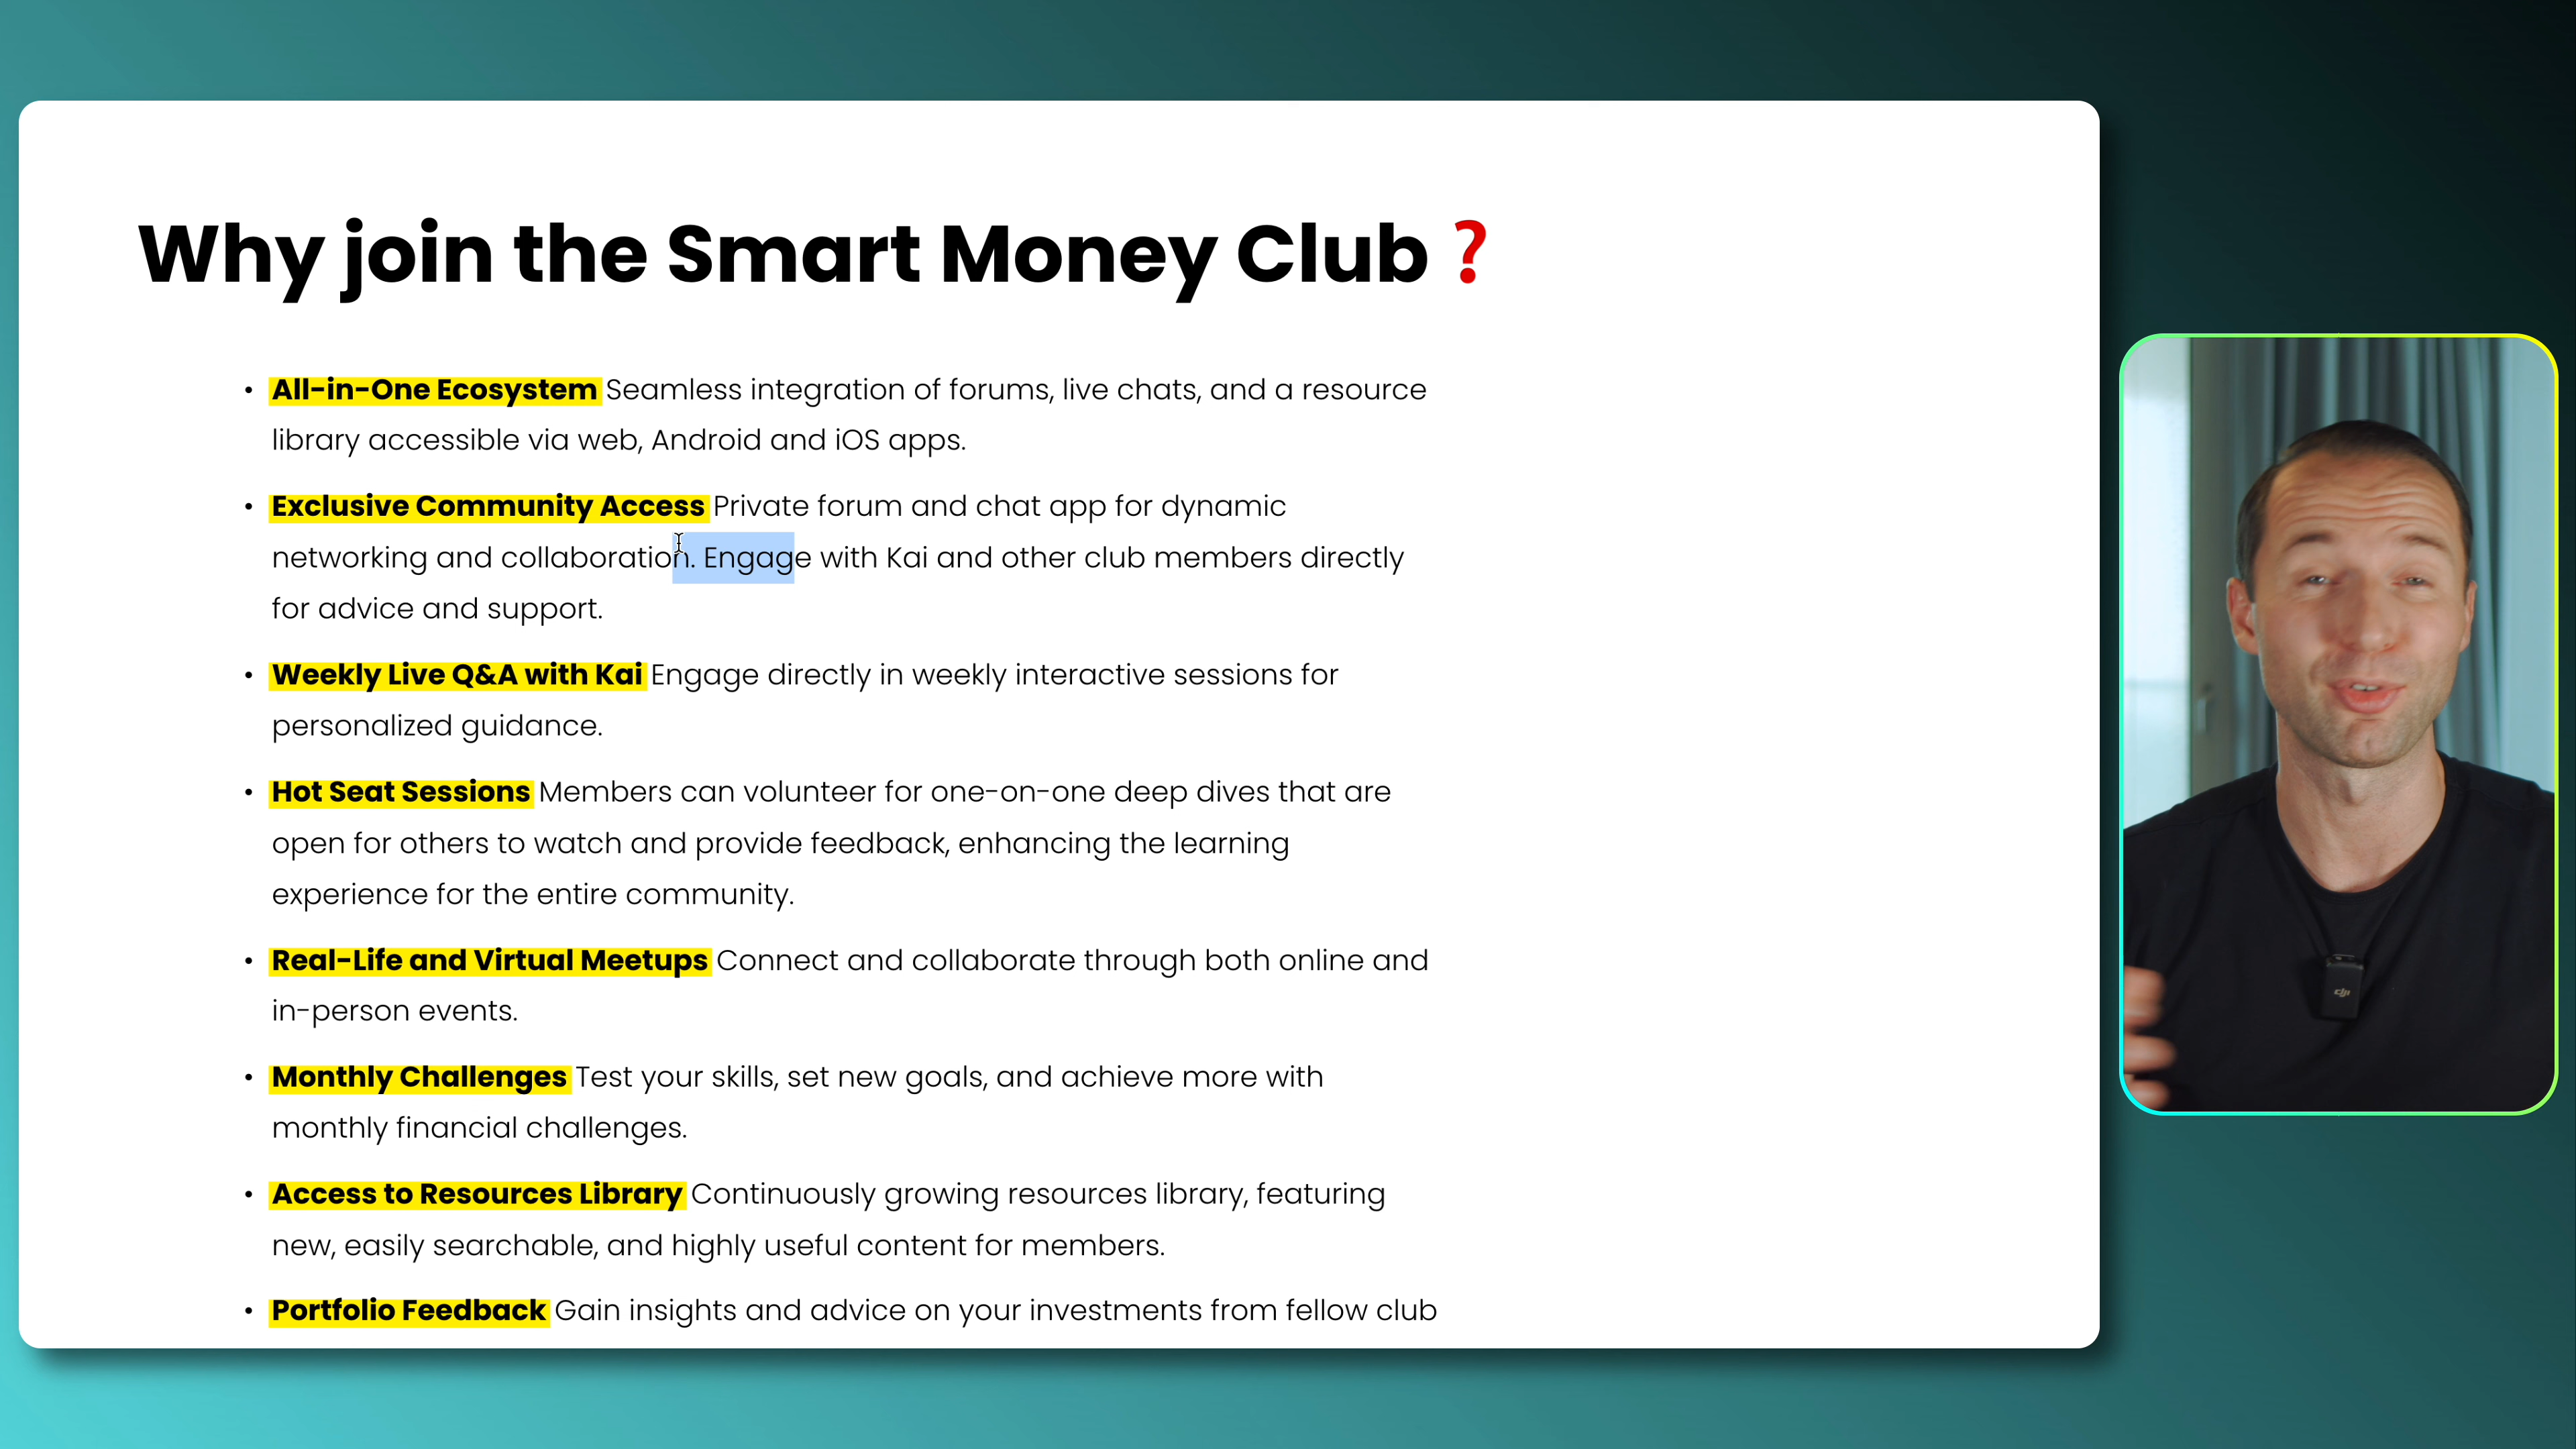 Why join the Smart Money Club ❓
• All-in-One Ecosystem Seamless integration of forums, live chats, and a resource
library accessible via web, Android and iOS apps.
• Exclusive Community Access Private forum and chat app for dynamic
networking and collaboration. Engage with Kai and other club members directly
for advice and support.
• Weekly Live Q&A with Kai Engage directly in weekly interactive sessions for
personalized guidance.
• Hot Seat Sessions Members can volunteer for one-on-one deep dives that are
open for others to watch and provide feedback, enhancing the learning
experience for the entire community.
• Real-Life and Virtual Meetups Connect and collaborate through both online and
in-person events.
• Monthly Challenges Test your skills, set new goals, and achieve more with
monthly financial challenges.
• Access to Resources Library Continuously growing resources library, featuring
new, easily searchable, and highly useful content for members.
• Portfolio Feedback Gain insights and advice on your investments from fellow club
dji